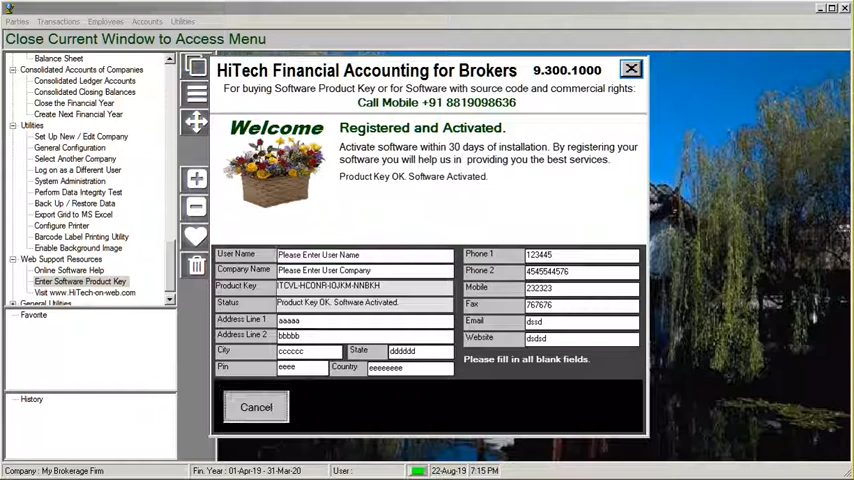 Parties Transactions Employees Accounts Utilities
Close Current Window to Access Menu
Balance Sheet
Consolidated Accounts of Companies
Consolidated Ledger Accounts
Consolidated Closing Balances
Close the Financial Year
Create Next Financial Year
Utilities
Set Up New / Edit Company
General Configuration
Select Another Company
Log on as a Different User
System Administration
Perform Data Integrity Test
Back Up / Restore Data
Export Grid to MS Excel
Configure Printer
Barcode Label Printing Utility
Enable Background Image
Web Support Resources
Online Software Help
Enter Software Product Key
Visit www.HiTech-on-web.com
General Utilities
Favorite
History
HiTech Financial Accounting for Brokers 9.300.1000
For buying Software Product Key or for Software with source code and commercial rights:
Call Mobile +91 8819098636
Welcome
Registered and Activated.
Activate software within 30 days of installation. By registering your
software you will help us in providing you the best services.
Product Key OK. Software Activated.
User Name Please Enter User Name
Company Name Please Enter User Company
Product Key ITCVL-HCONR-IOJKM-NNBKH
Status Product Key OK. Software Activated.
Address Line 1 aaaaa
Address Line 2 bbbbb
City cccccc State dddddd
Pin eeee Country eeeeeeee
Phone 1 123445
Phone 2 4545544576
Mobile 232323
Fax 767676
Email dssd
Website dsdsd
Please fill in all blank fields.
Cancel
Company : My Brokerage Firm Fin. Year : 01-Apr-19 - 31-Mar-20 User : 22-Aug-19 7:15 PM